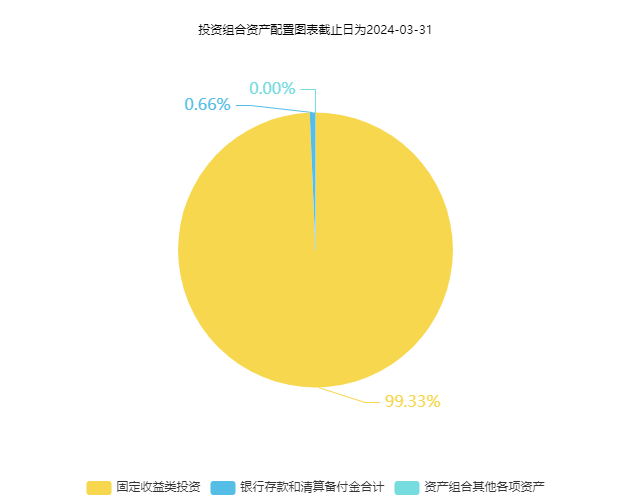 投资组合资产配置图表截止日为2024-03-31
0.00%
0.66%
99.33%
固定收益类投资 银行存款和清算备付金合计 资产组合其他各项资产